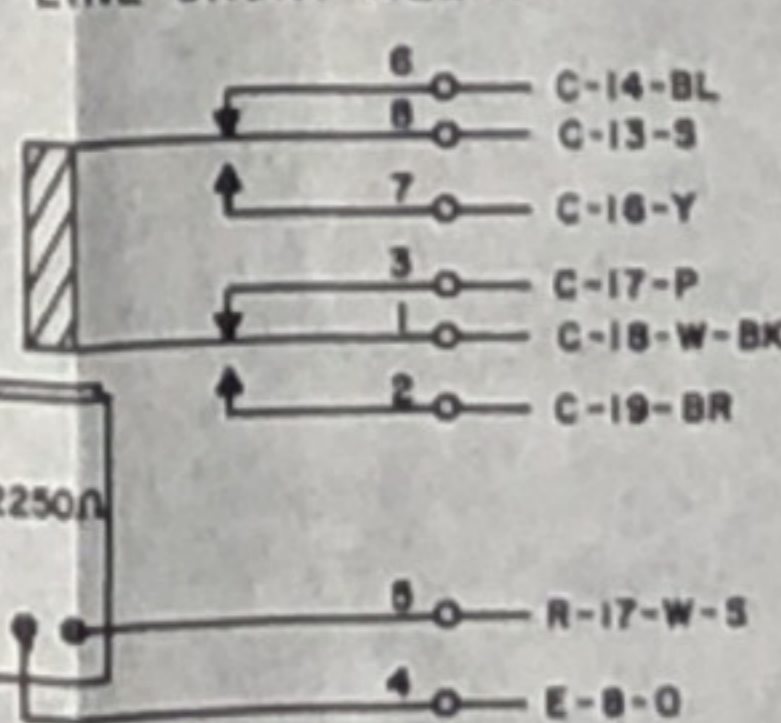 6 C-14-BL
8 C-13-S
7 C-16-Y
3 C-17-P
1 C-18-W-BK
2 C-19-BR
2250Ω
5 R-17-W-S
4 E-8-O